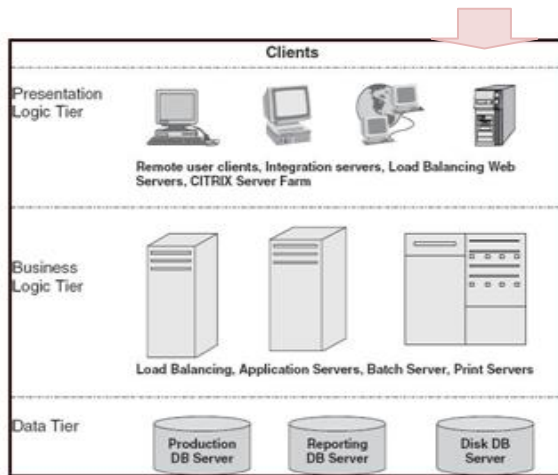 Clients
Presentation
Logic Tier
Remote user clients, Integration servers, Load Balancing Web
Servers, CITRIX Server Farm
Business
Logic Tier
Load Balancing, Application Servers, Batch Server, Print Servers
Data Tier
Production
DB Server
Reporting
DB Server
Disk DB
Server